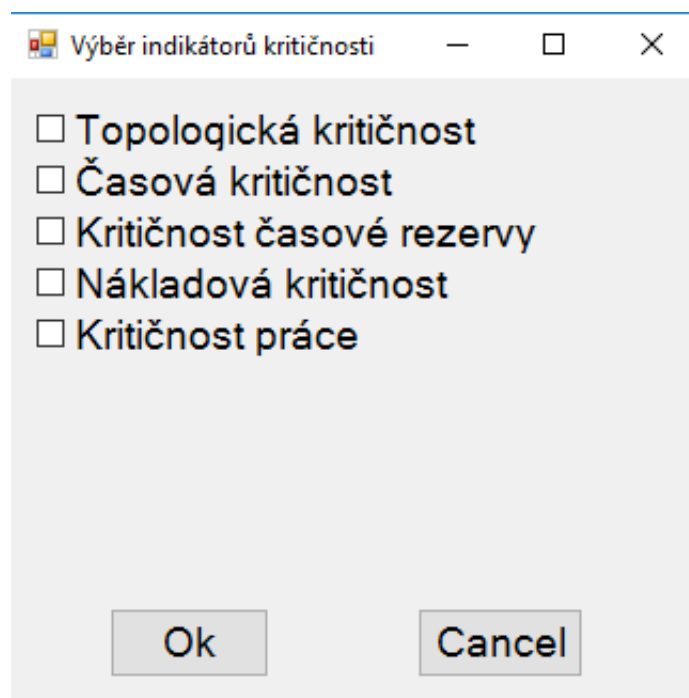 Výběr indikátorů kritičnosti
Topologická kritičnost
Časová kritičnost
Kritičnost časové rezervy
Nákladová kritičnost
Kritičnost práce
Ok
Cancel